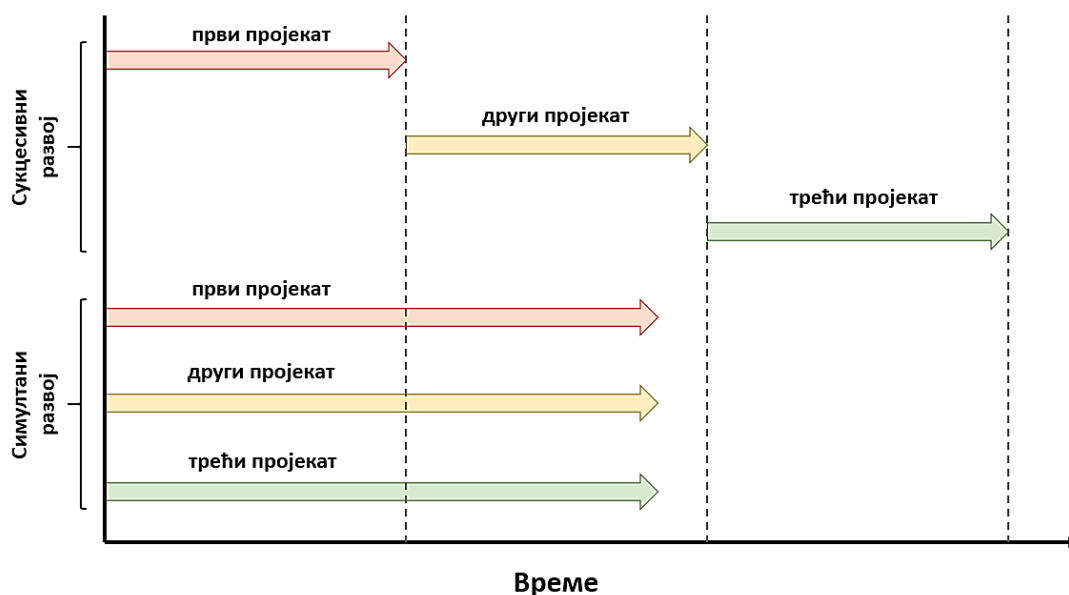 први пројекат
други пројекат
трећи пројекат
Сукцесивни
развој
први пројекат
други пројекат
трећи пројекат
Симултани
развој
Време